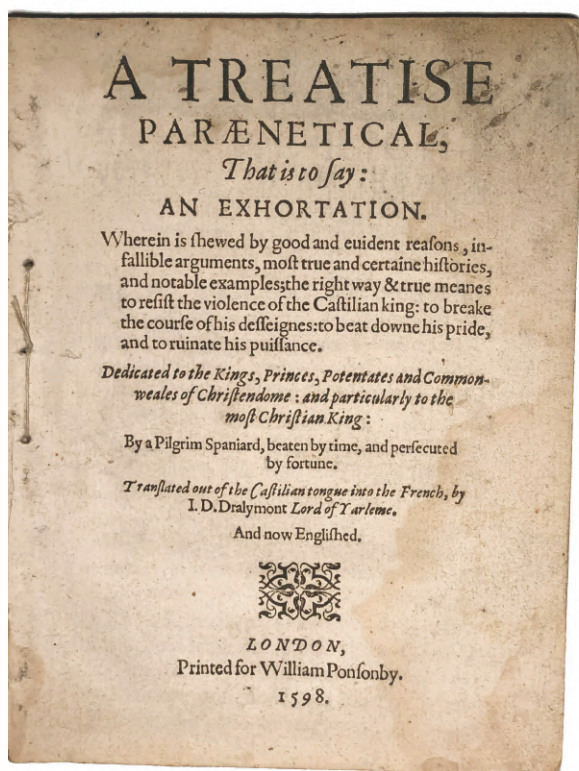 A TREATISE
PARÆNETICAL,
That is to ſay:
AN EXHORTATION.
Wherein is ſhewed by good and euident reaſons, in-
fallible arguments, moſt true and certaine hiſtories,
and notable examples; the right way & true meanes
to reſiſt the violence of the Caſtilian king: to breake
the courſe of his deſſeignes: to beat downe his pride,
and to ruinate his puiſſance.
Dedicated to the Kings, Princes, Potentates and Common-
weales of Chriſtendome: and particularly to the
moſt Chriſtian King:
By a Pilgrim Spaniard, beaten by time, and perſecuted
by fortune.
Tranſlated out of the Caſtilian tongue into the French, by
I. D. Dralymont Lord of Yarleme.
And now Engliſhed.
LONDON,
Printed for William Ponſonby.
1598.